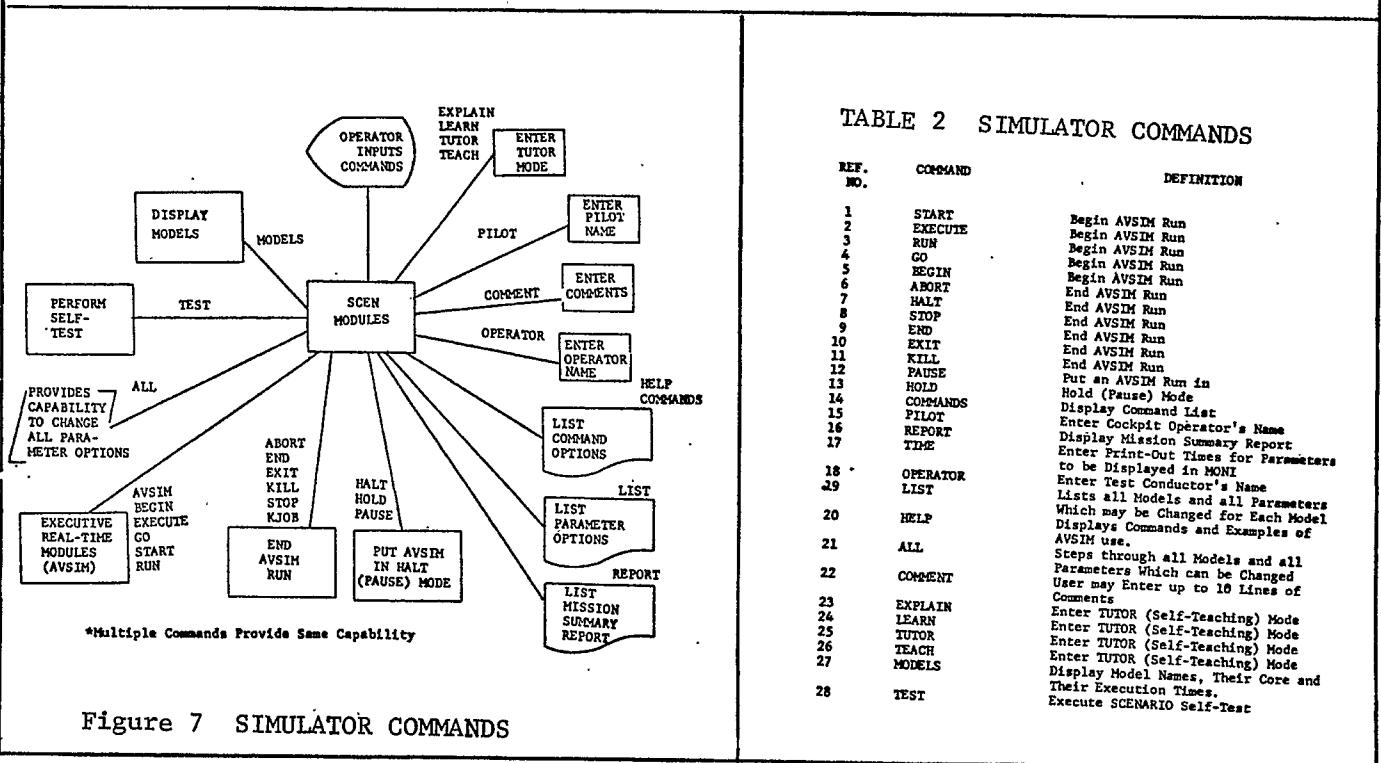 OPERATOR
INPUTS
COMMANDS
EXPLAIN
LEARN
TUTOR
TEACH
ENTER
TUTOR
MODE
DISPLAY
MODELS
MODELS
PILOT
ENTER
PILOT
NAME
PERFORM
SELF-
TEST
TEST
SCEN
MODULES
COMMENT
ENTER
COMMENTS
OPERATOR
ENTER
OPERATOR
NAME
PROVIDES
CAPABILITY
TO CHANGE
ALL PARA-
METER OPTIONS
ALL
HELP
COMMANDS
LIST
COMMAND
OPTIONS
EXECUTIVE
REAL-TIME
MODULES
(AVSIM)
AVSIM
BEGIN
EXECUTE
GO
START
RUN
ABORT
END
EXIT
KILL
STOP
KJOB
END
AVSIM
RUN
HALT
HOLD
PAUSE
PUT AVSIM
IN HALT
(PAUSE) MODE
LIST
LIST
PARAMETER
OPTIONS
REPORT
LIST
MISSION
SUMMARY
REPORT
*Multiple Commands Provide Same Capability
Figure 7 SIMULATOR COMMANDS
TABLE 2 SIMULATOR COMMANDS
REF. NO. COMMAND DEFINITION
1 START Begin AVSIM Run
2 EXECUTE Begin AVSIM Run
3 RUN Begin AVSIM Run
4 GO Begin AVSIM Run
5 BEGIN Begin AVSIM Run
6 ABORT End AVSIM Run
7 HALT End AVSIM Run
8 STOP End AVSIM Run
9 END End AVSIM Run
10 EXIT End AVSIM Run
11 KILL End AVSIM Run
12 PAUSE Put an AVSIM Run in
13 HOLD Hold (Pause) Mode
14 COMMANDS Display Command List
15 PILOT Enter Cockpit Operator's Name
16 REPORT Display Mission Summary Report
17 TIME Enter Print-Out Times for Parameters
to be Displayed in MONI
18 OPERATOR Enter Test Conductor's Name
19 LIST Lists all Models and all Parameters
Which may be Changed for Each Model
20 HELP Displays Commands and Examples of
AVSIM use.
21 ALL Steps through all Models and all
Parameters Which can be Changed
22 COMMENT User may Enter up to 10 Lines of
Comments
23 EXPLAIN Enter TUTOR (Self-Teaching) Mode
24 LEARN Enter TUTOR (Self-Teaching) Mode
25 TUTOR Enter TUTOR (Self-Teaching) Mode
26 TEACH Enter TUTOR (Self-Teaching) Mode
27 MODELS Display Model Names, Their Core and
Their Execution Times.
28 TEST Execute SCENARIO Self-Test